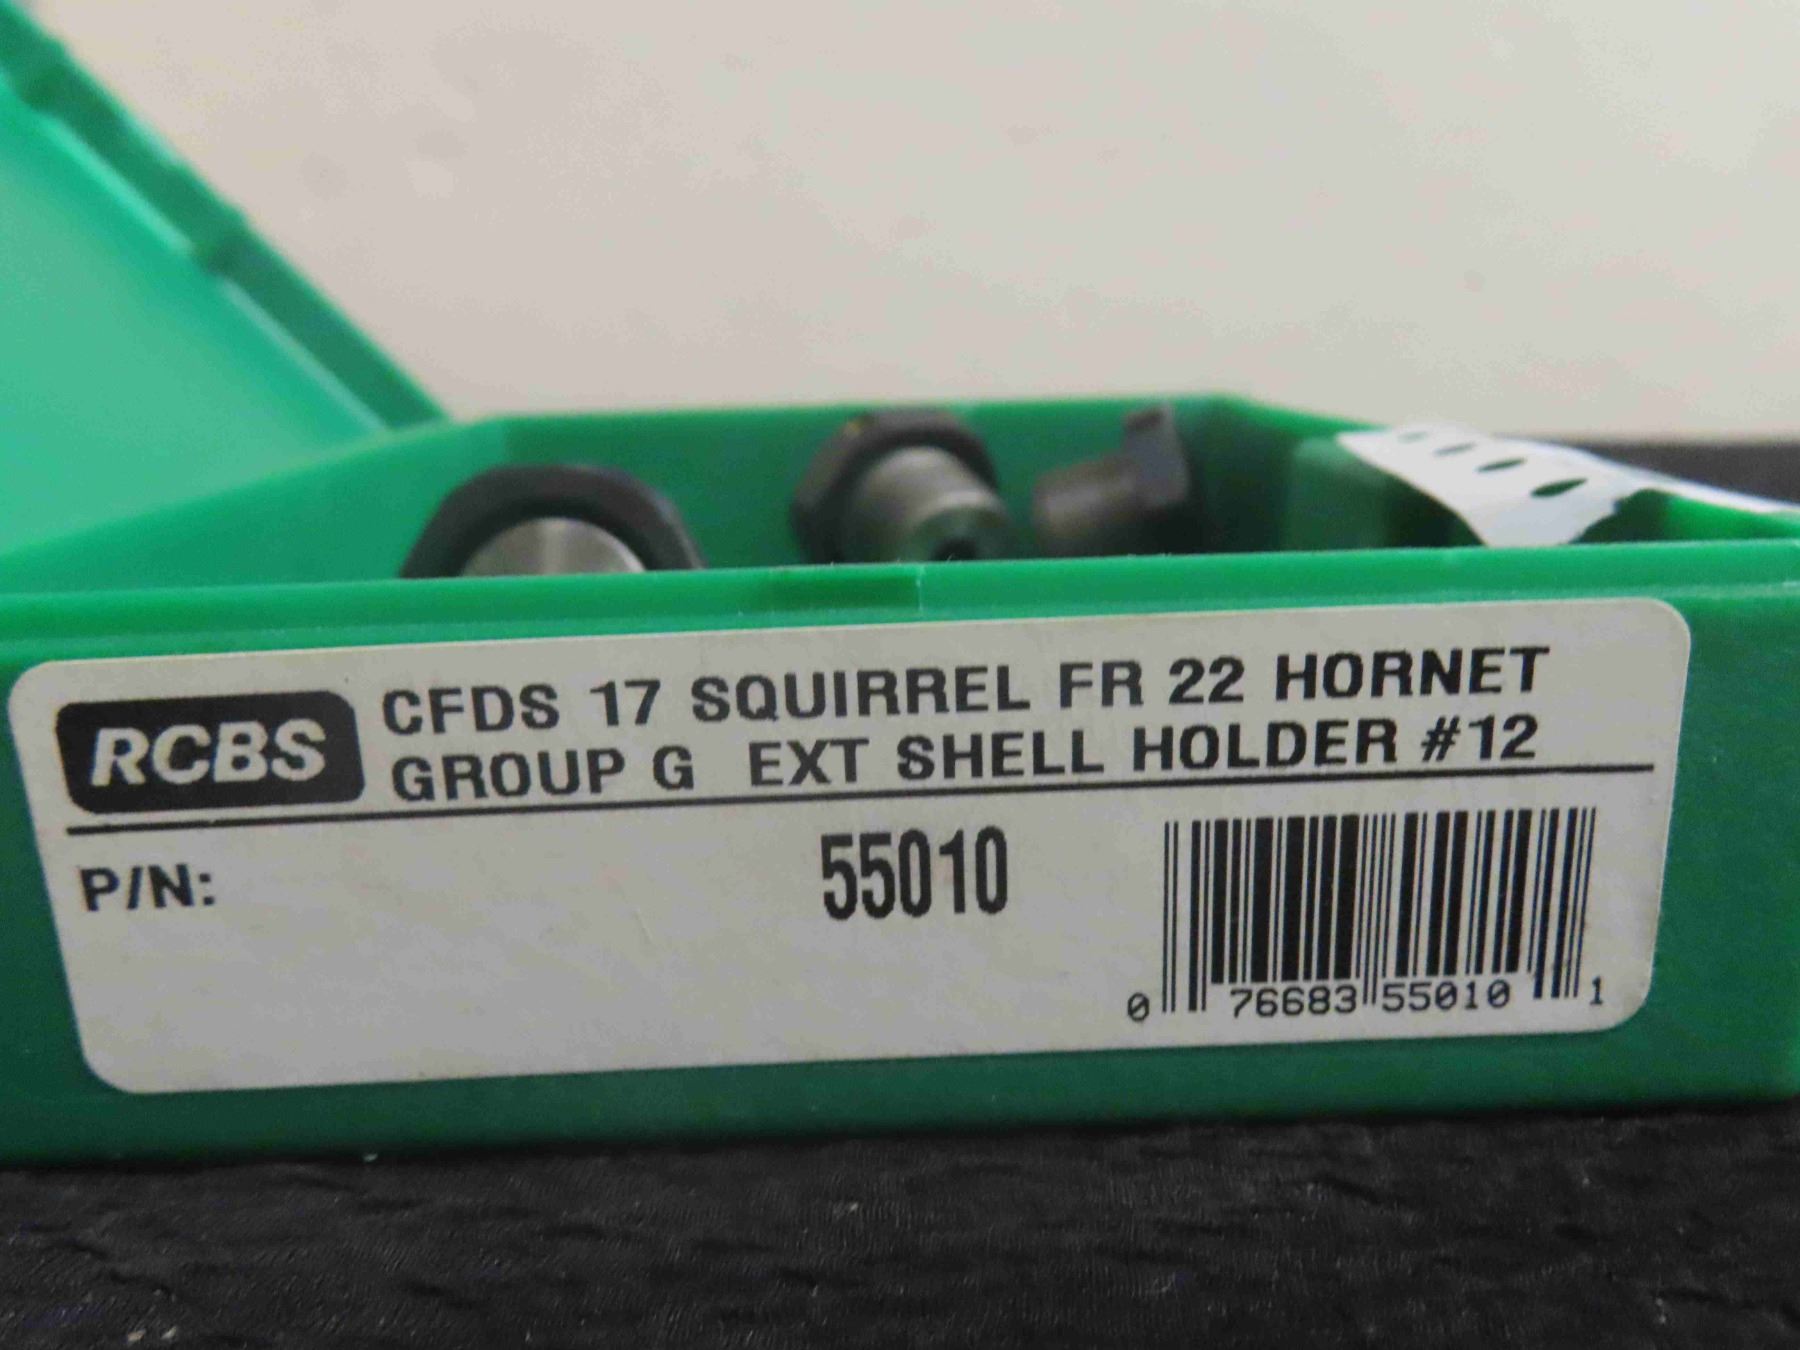 RCBS
CFDS 17 SQUIRREL FR 22 HORNET
GROUP G EXT SHELL HOLDER #12
P/N: 55010
0 76683 55010 1